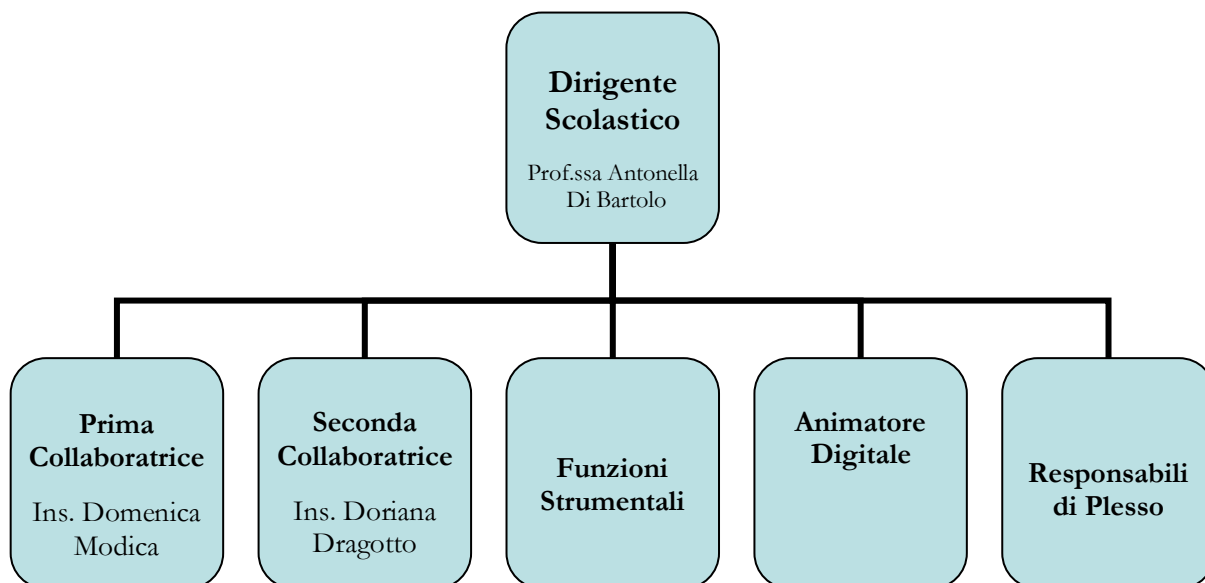 Dirigente
Scolastico
Prof.ssa Antonella
Di Bartolo
Prima
Collaboratrice
Ins. Domenica
Modica
Seconda
Collaboratrice
Ins. Doriana
Dragotto
Funzioni
Strumentali
Animatore
Digitale
Responsabili
di Plesso